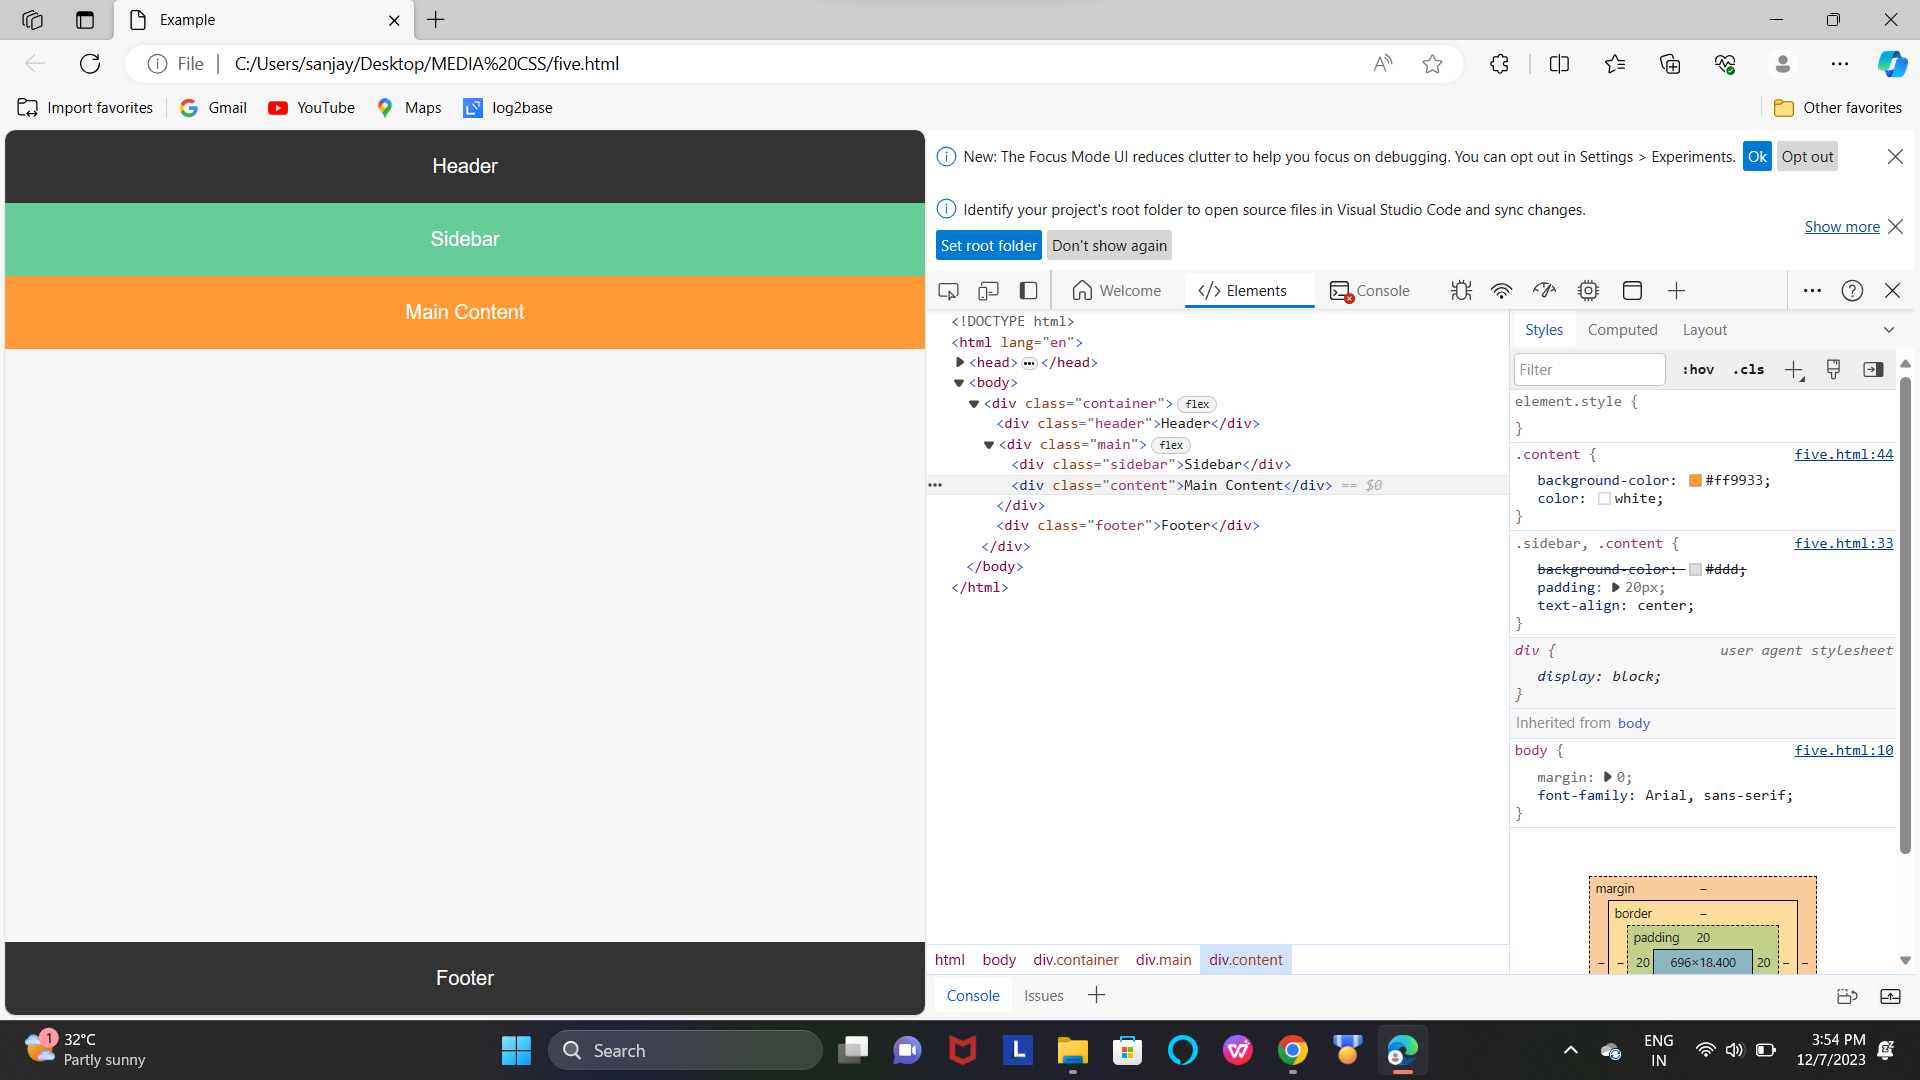 Example
File
C:/Users/sanjay/Desktop/MEDIA%20CSS/five.html
Import favorites
Gmail
YouTube
Maps
log2base
Other favorites
Header
Sidebar
Main Content
Footer
New: The Focus Mode UI reduces clutter to help you focus on debugging. You can opt out in Settings > Experiments.
Ok
Opt out
Identify your project's root folder to open source files in Visual Studio Code and sync changes.
Show more
Set root folder
Don't show again
Welcome
Elements
Console
<!DOCTYPE html>
<html lang="en">
<head> ••• </head>
<body>
<div class="container"> flex
<div class="header">Header</div>
<div class="main"> flex
<div class="sidebar">Sidebar</div>
••• <div class="content">Main Content</div> == $0
</div>
<div class="footer">Footer</div>
</div>
</body>
</html>
html body div.container div.main div.content
Styles
Computed
Layout
Filter
:hov
.cls
element.style {
}
.content {
five.html:44
background-color: #ff9933;
color: white;
}
.sidebar, .content {
five.html:33
background-color: #ddd;
padding: 20px;
text-align: center;
}
div {
user agent stylesheet
display: block;
}
Inherited from body
body {
five.html:10
margin: 0;
font-family: Arial, sans-serif;
}
margin –
border –
padding 20
– – 20 696×18.400 20 – –
Console
Issues
1
32°C
Partly sunny
Search
L
ENG
IN
3:54 PM
12/7/2023